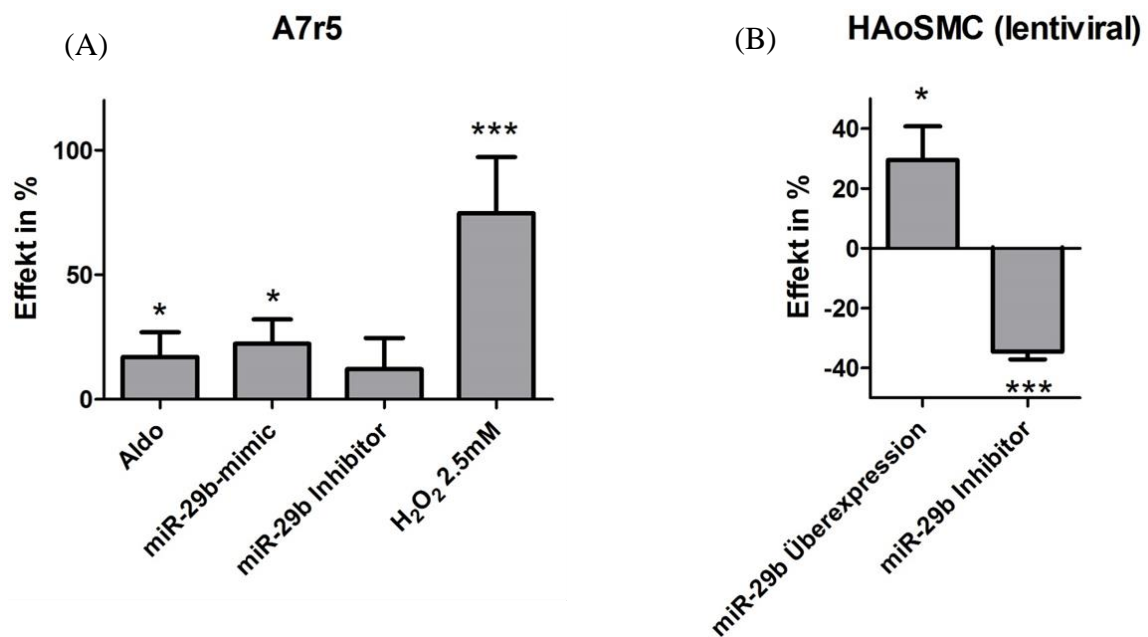 (A)
A7r5
Effekt in %
100
50
0
*
*
***
Aldo
miR-29b-mimic
miR-29b Inhibitor
H₂O₂ 2.5mM
(B)
HAoSMC (lentiviral)
Effekt in %
40
20
0
-20
-40
*
***
miR-29b Überexpression
miR-29b Inhibitor